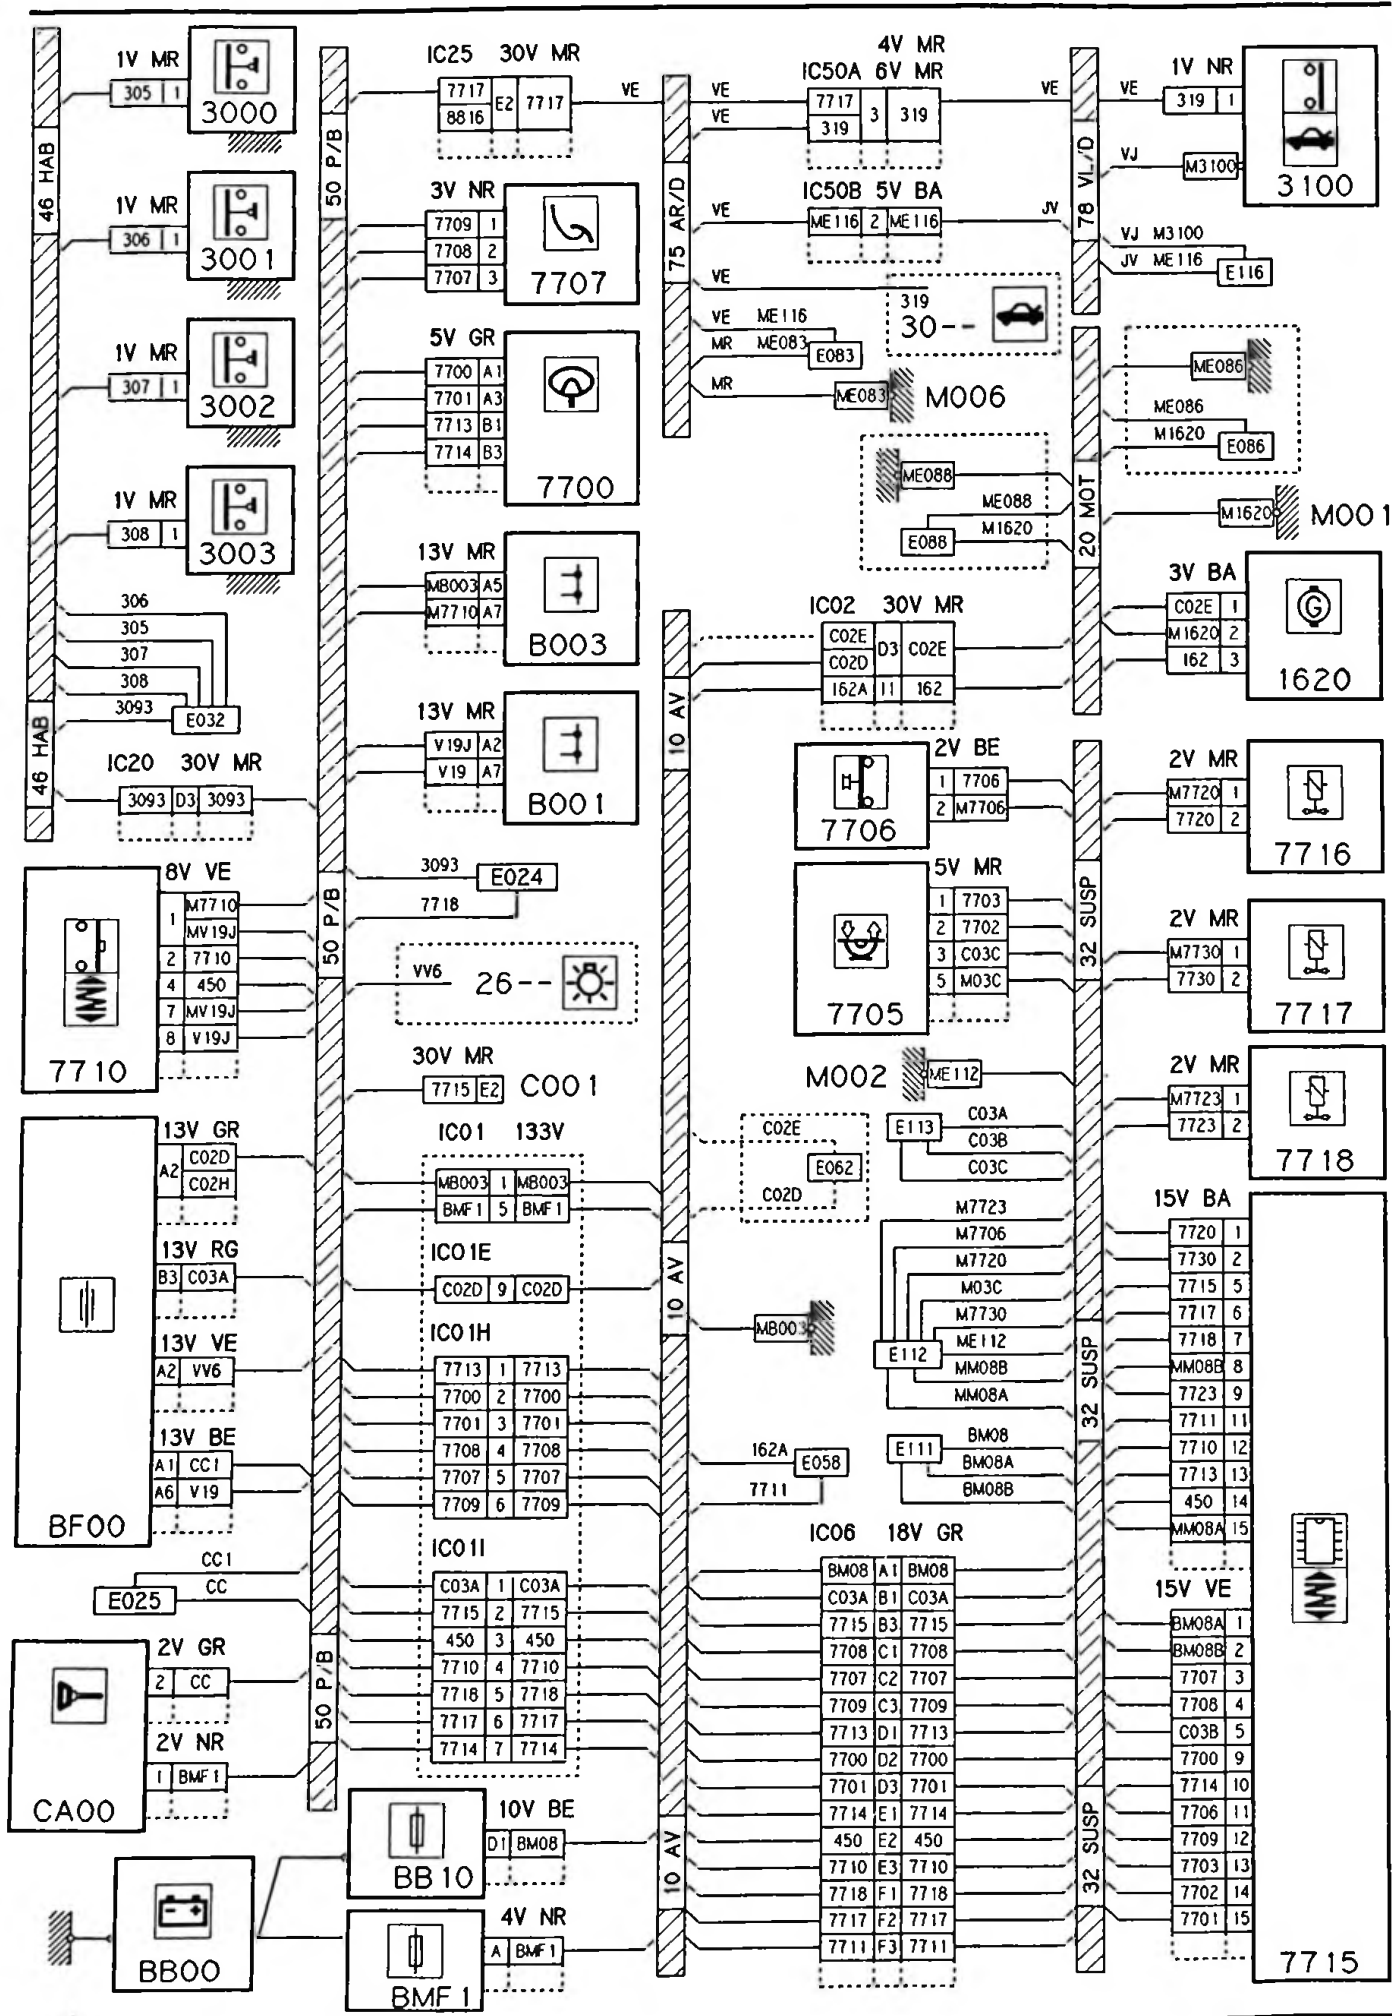 1V MR
305 1
3000
46 HAB
1V MR
306 1
3001
1V MR
307 1
3002
1V MR
308 1
3003
306
305
307
308
3093
E032
46 HAB
IC20 30V MR
3093 D3 3093
8V VE
1 M7710
MV19J
2 7710
4 450
7 MV19J
8 V19J
7710
13V GR
A2 C02D
C02H
13V RG
B3 C03A
13V VE
A2 VV6
13V BE
A1 CC1
A6 V19
BF00
CC1
CC
E025
2V GR
2 CC
2V NR
1 BMF1
CA00
BB00
50 P/B
50 P/B
50 P/B
IC25 30V MR
7717 E2 7717
8816
VE
3V NR
7709 1
7708 2
7707 3
7707
5V GR
7700 A1
7701 A3
7713 B1
7714 B3
7700
13V MR
MB003 A5
M7710 A7
B003
13V MR
V19J A2
V19 A7
B001
3093
E024
7718
VV6
26--
30V MR
7715 E2 C001
IC01 133V
MB003 1 MB003
BMF1 5 BMF1
IC01E
C02D 9 C02D
IC01H
7713 1 7713
7700 2 7700
7701 3 7701
7708 4 7708
7707 5 7707
7709 6 7709
IC01I
C03A 1 C03A
7715 2 7715
450 3 450
7710 4 7710
7718 5 7718
7717 6 7717
7714 7 7714
10V BE
D1 BM08
BB10
4V NR
A BMF1
BMF1
75 AR/D
10 AV
10 AV
10 AV
4V MR
IC50A 6V MR
VE
VE
7717 3 319
319
VE
IC50B 5V BA
VE
ME116 2 ME116
JV
VE
319
30--
VE ME116
MR ME083
E083
MR
ME083
M006
ME088
ME088
M1620
E088
IC02 30V MR
C02E D3 C02E
C02D
162A 11 162
2V BE
1 7706
2 M7706
7706
5V MR
1 7703
2 7702
3 C03C
5 M03C
7705
M002
ME112
C02E
E062
C02D
E113
C03A
C03B
C03C
M7723
M7706
M7720
M03C
M7730
ME112
MM08B
MM08A
E112
MB003
162A
E058
7711
E111
BM08
BM08A
BM08B
IC06 18V GR
BM08 A1 BM08
C03A B1 C03A
7715 B3 7715
7708 C1 7708
7707 C2 7707
7709 C3 7709
7713 D1 7713
7700 D2 7700
7701 D3 7701
7714 E1 7714
450 E2 450
7710 E3 7710
7718 F1 7718
7717 F2 7717
7711 F3 7711
78 VL/D
20 MOT
32 SUSP
32 SUSP
32 SUSP
1V NR
VE
319 1
VJ
M3100
3100
VJ M3100
JV ME116
E116
ME086
ME086
M1620
E086
M1620
M001
3V BA
C02E 1
M1620 2
162 3
1620
2V MR
M7720 1
7720 2
7716
2V MR
M7730 1
7730 2
7717
2V MR
M7723 1
7723 2
7718
15V BA
7720 1
7730 2
7715 5
7717 6
7718 7
MM08B 8
7723 9
7711 11
7710 12
7713 13
450 14
MM08A 15
15V VE
BM08A 1
BM08B 2
7707 3
7708 4
C03B 5
7700 9
7714 10
7706 11
7709 12
7703 13
7702 14
7701 15
7715